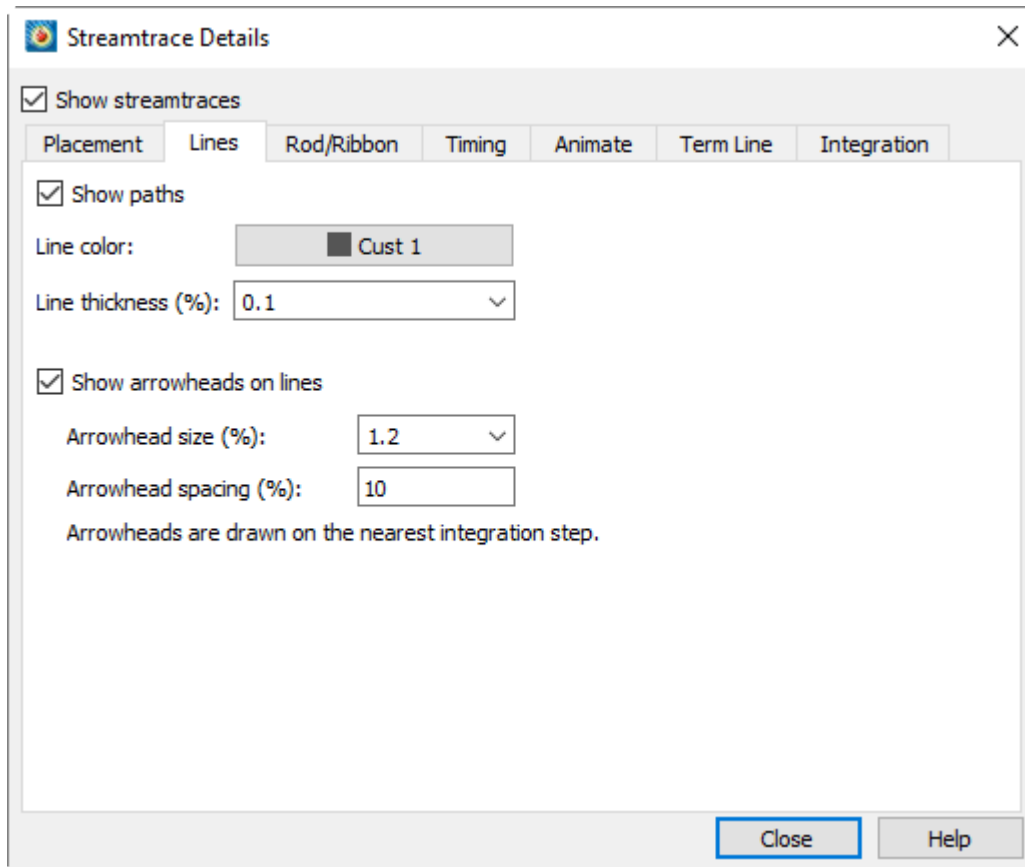 Streamtrace Details
Show streamtraces
Placement Lines Rod/Ribbon Timing Animate Term Line Integration
Show paths
Line color: Cust 1
Line thickness (%): 0.1
Show arrowheads on lines
Arrowhead size (%): 1.2
Arrowhead spacing (%): 10
Arrowheads are drawn on the nearest integration step.
Close Help